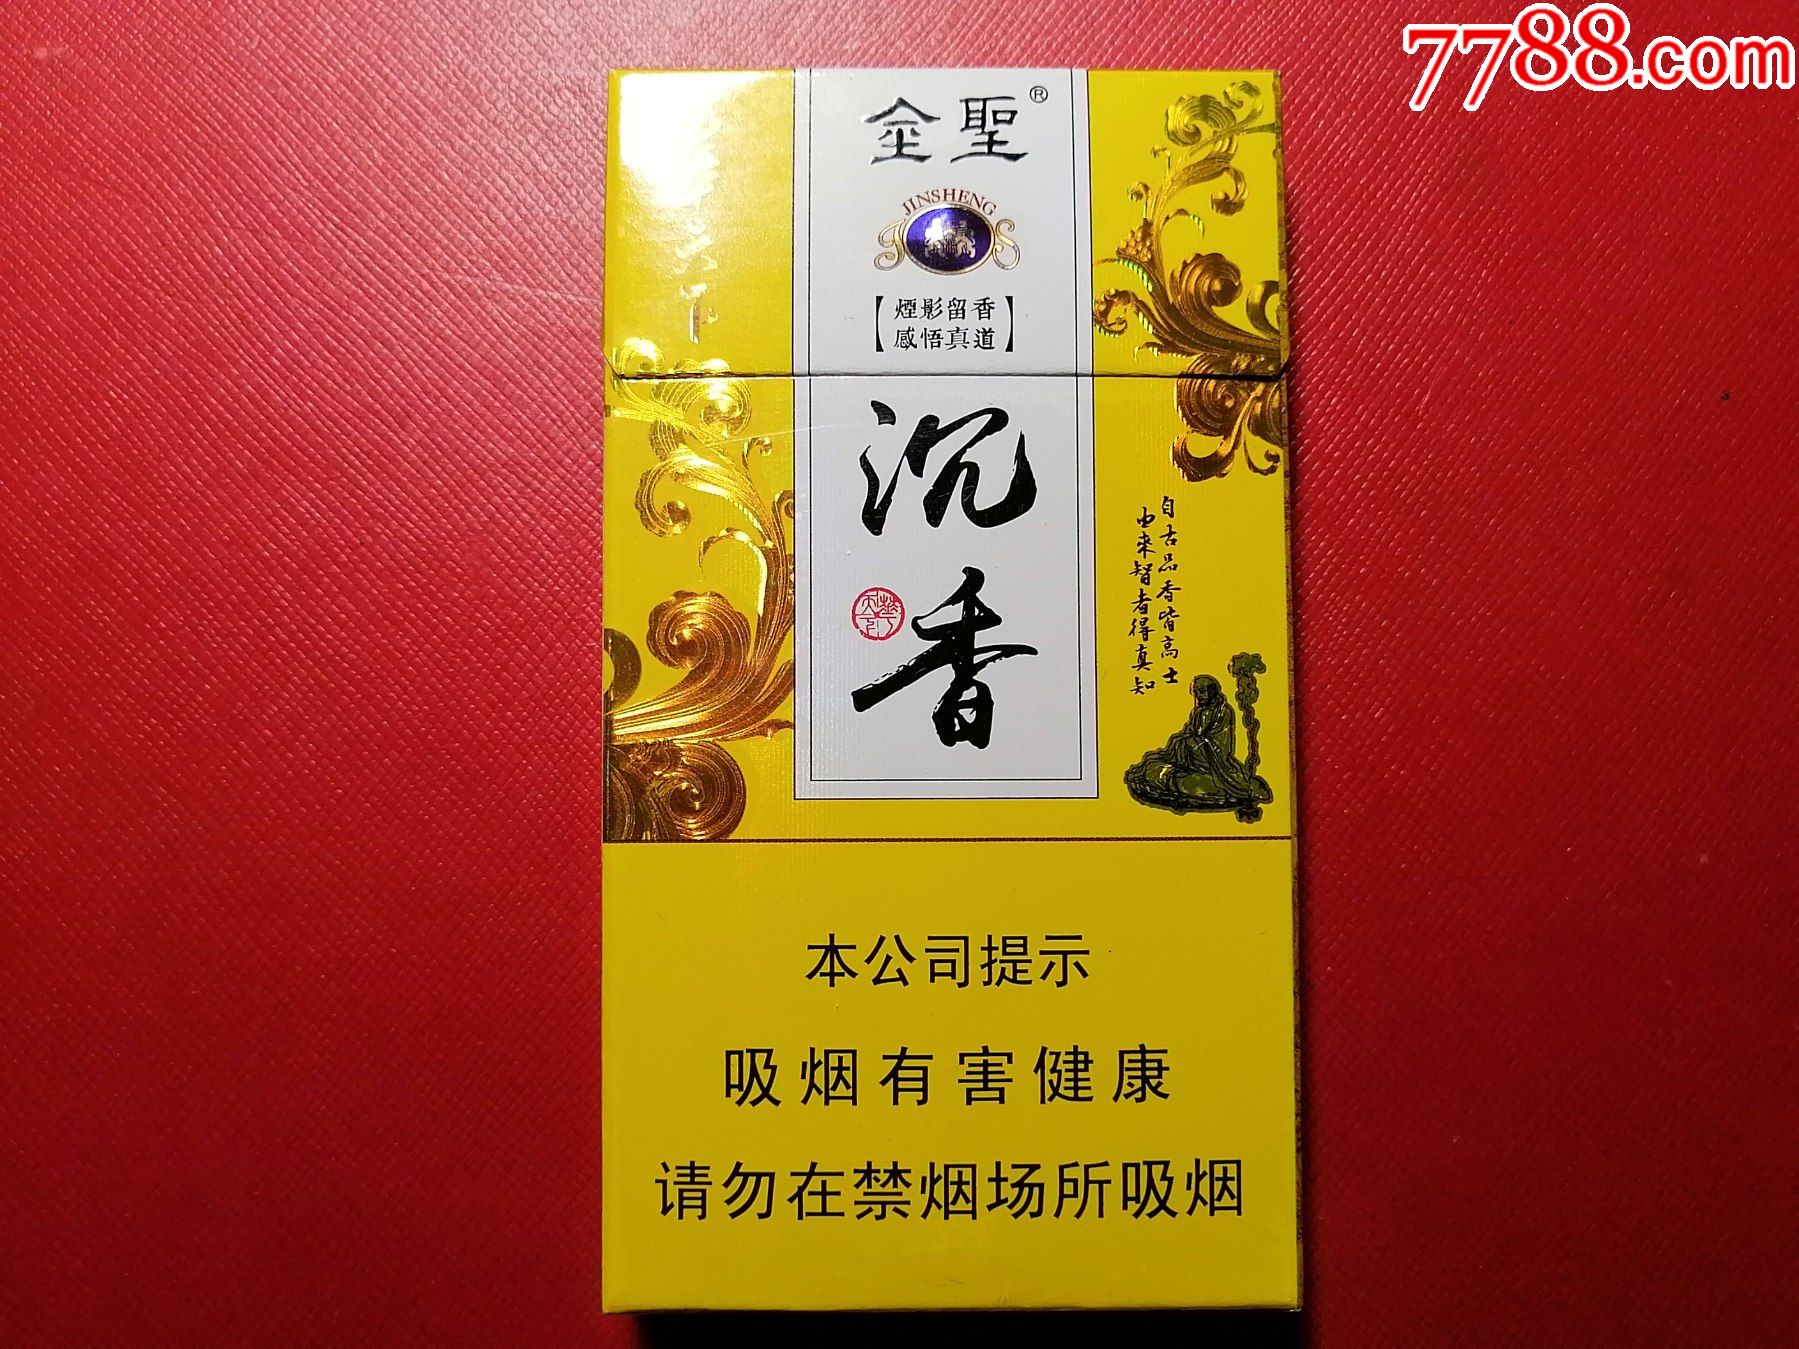 7788.com
金聖®
JINSHENG
JS
【煙影留香
感悟真道】
沉香
自古品香皆高士
由來智者得真知
本公司提示
吸烟有害健康
请勿在禁烟场所吸烟